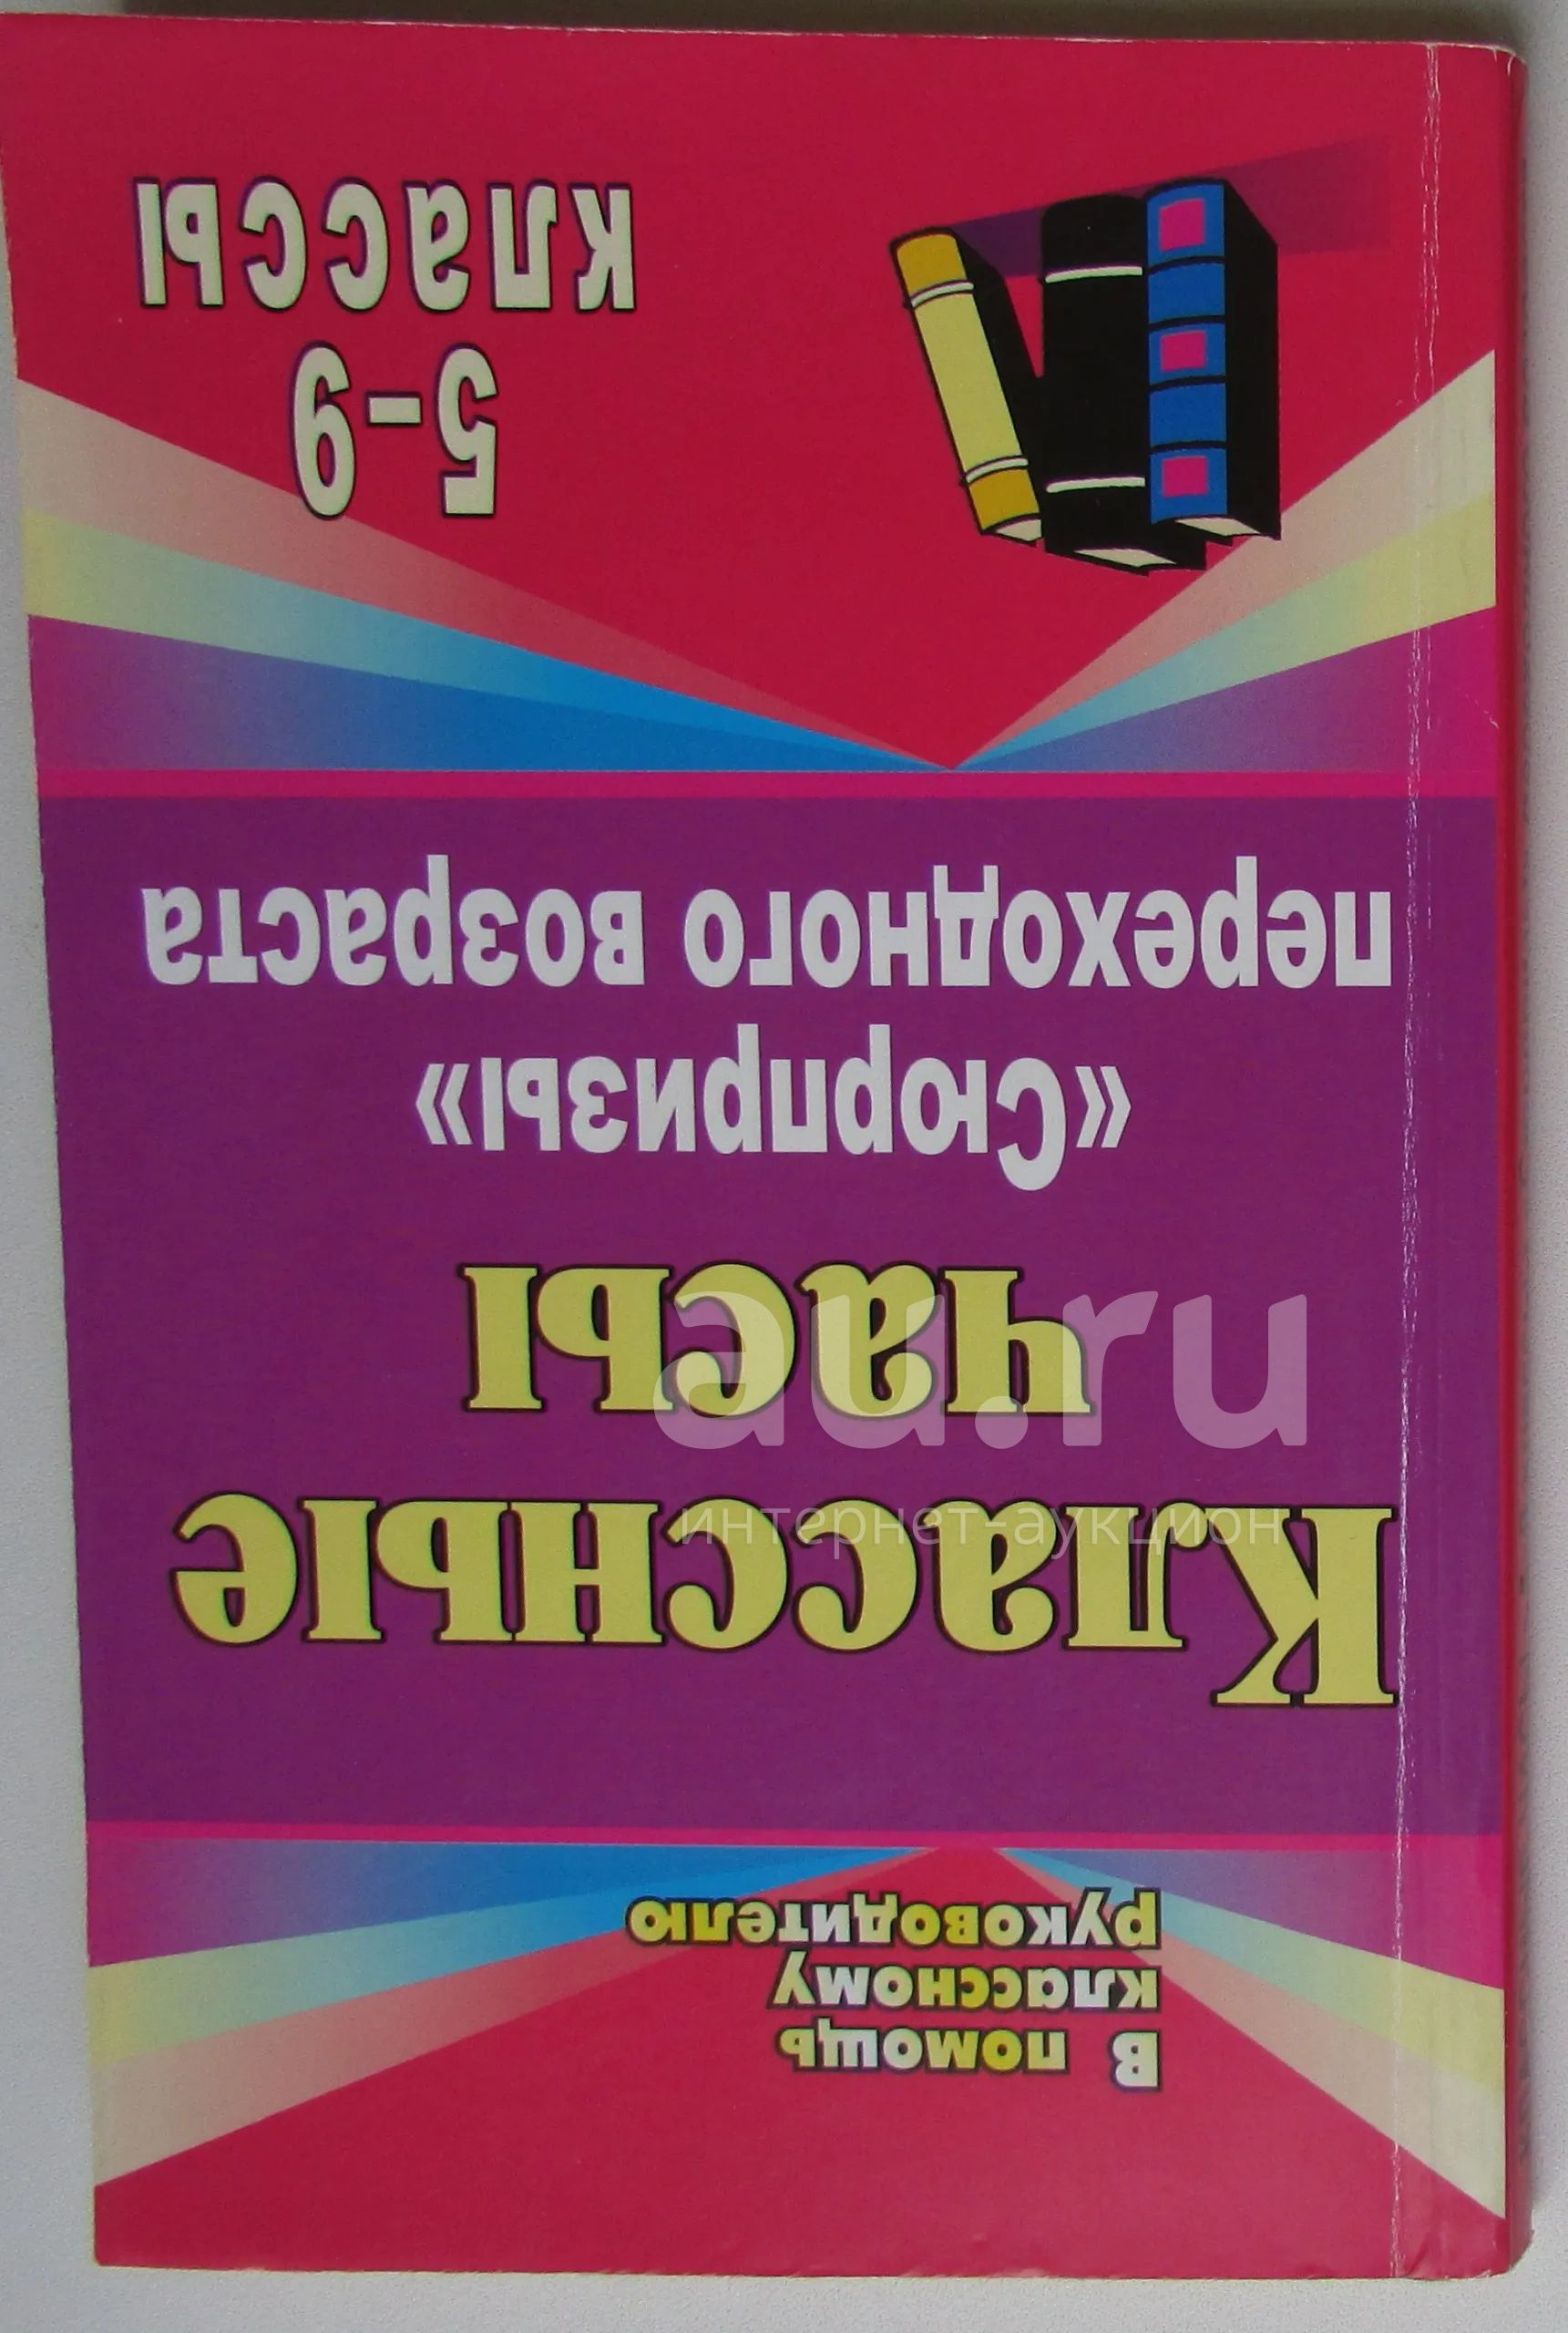 В помощь
классному
руководителю
Классные
часы
«Сюрпризы»
переходного возраста
5-9
классы
au.ru
интернет-аукцион